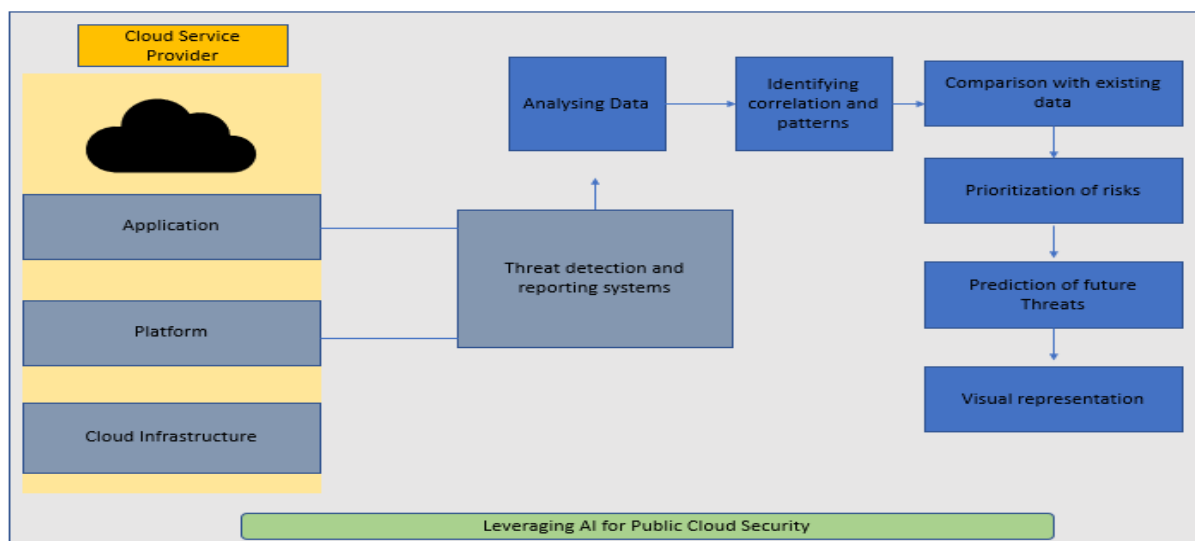 Cloud Service
Provider
Application
Platform
Cloud Infrastructure
Threat detection and
reporting systems
Analysing Data
Identifying
correlation and
patterns
Comparison with existing
data
Prioritization of risks
Prediction of future
Threats
Visual representation
Leveraging AI for Public Cloud Security